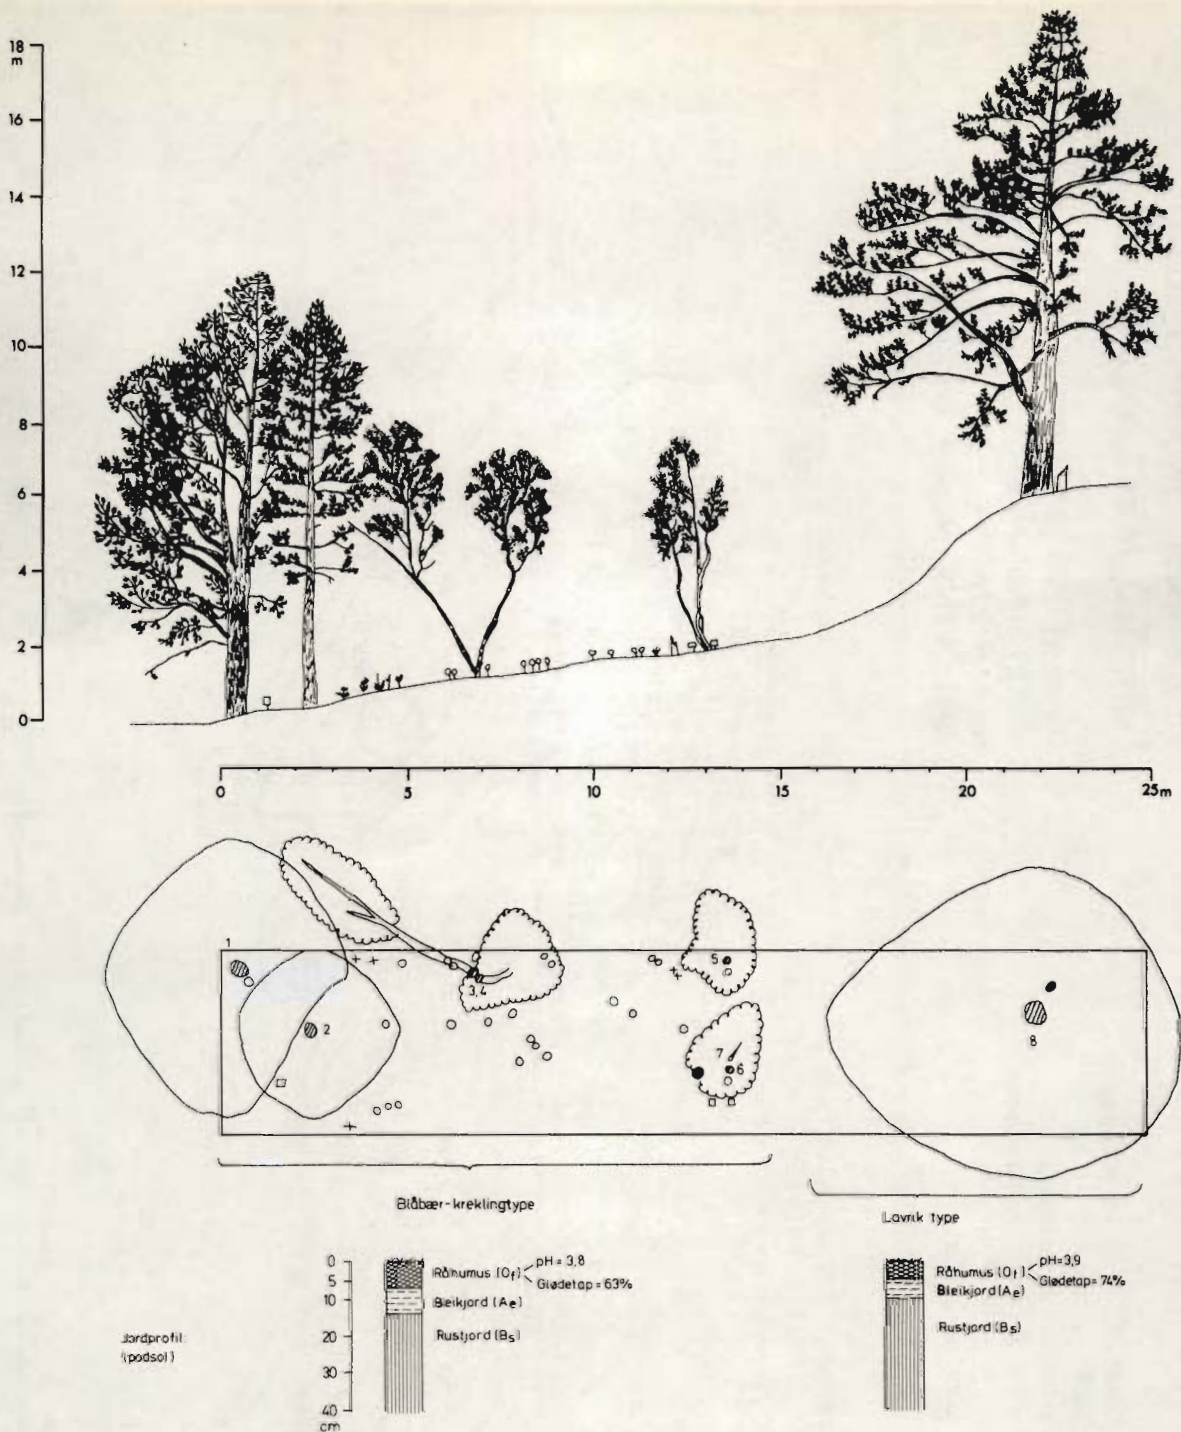 18
m
16
14
12
10
8
6
4
2
0
0 5 10 15 20 25m
1
2
3,4
5
7
6
8
Blåbær-kreklingtype
Lavrik type
0
5
10
20
30
40
cm
Råhumus (Of) pH = 3,8
Glødetap = 63%
Bleikjord (Ae)
Rustjord (Bs)
Råhumus (Of) pH = 3,9
Glødetap = 74%
Bleikjord (Ae)
Rustjord (Bs)
Jordprofil
(podsol)